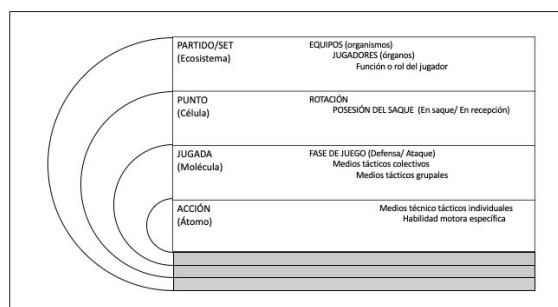 PARTIDO/SET
(Ecosistema)
EQUIPOS (organismos)
JUGADORES (órganos)
Función o rol del jugador
PUNTO
(Célula)
ROTACIÓN
POSESIÓN DEL SAQUE (En saque/ En recepción)
JUGADA
(Molécula)
FASE DE JUEGO (Defensa/ Ataque)
Medios tácticos colectivos
Medios tácticos grupales
ACCIÓN
(Átomo)
Medios técnico tácticos individuales
Habilidad motora específica